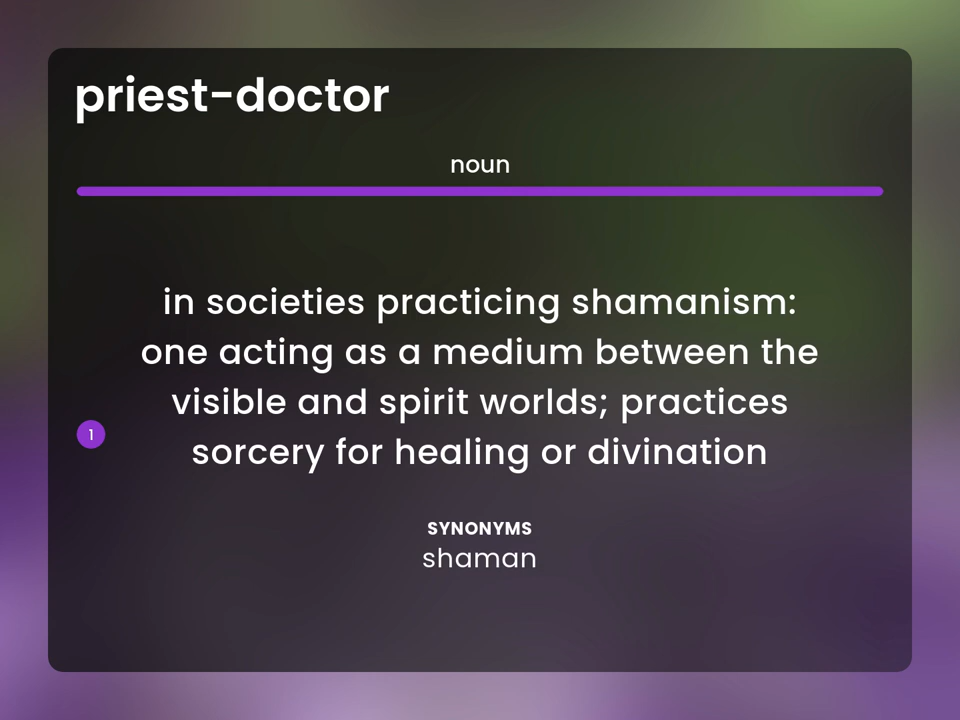 priest-doctor
noun
in societies practicing shamanism:
one acting as a medium between the
visible and spirit worlds; practices
sorcery for healing or divination
1
SYNONYMS
shaman